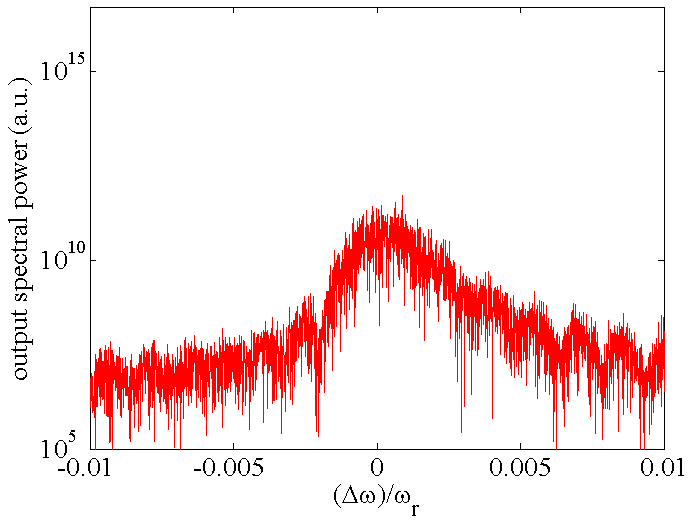 output spectral power (a.u.)
10^15
10^10
10^5
-0.01 -0.005 0 0.005 0.01
(Δω)/ω_r